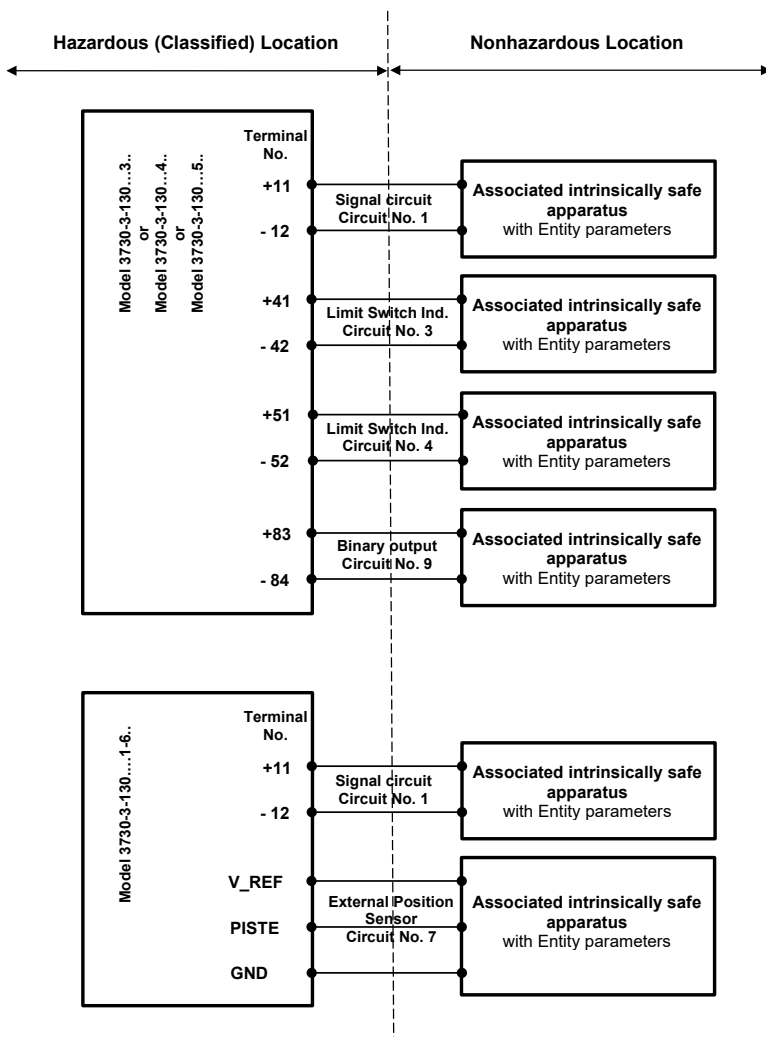 Hazardous (Classified) Location
Nonhazardous Location
Model 3730-3-130...3..
or
Model 3730-3-130...4..
or
Model 3730-3-130...5..
Terminal
No.
+11
- 12
+41
- 42
+51
- 52
+83
- 84
Signal circuit
Circuit No. 1
Limit Switch Ind.
Circuit No. 3
Limit Switch Ind.
Circuit No. 4
Binary output
Circuit No. 9
Associated intrinsically safe
apparatus
with Entity parameters
Associated intrinsically safe
apparatus
with Entity parameters
Associated intrinsically safe
apparatus
with Entity parameters
Associated intrinsically safe
apparatus
with Entity parameters
Model 3730-3-130....1-6..
Terminal
No.
+11
- 12
V_REF
PISTE
GND
Signal circuit
Circuit No. 1
External Position
Sensor
Circuit No. 7
Associated intrinsically safe
apparatus
with Entity parameters
Associated intrinsically safe
apparatus
with Entity parameters